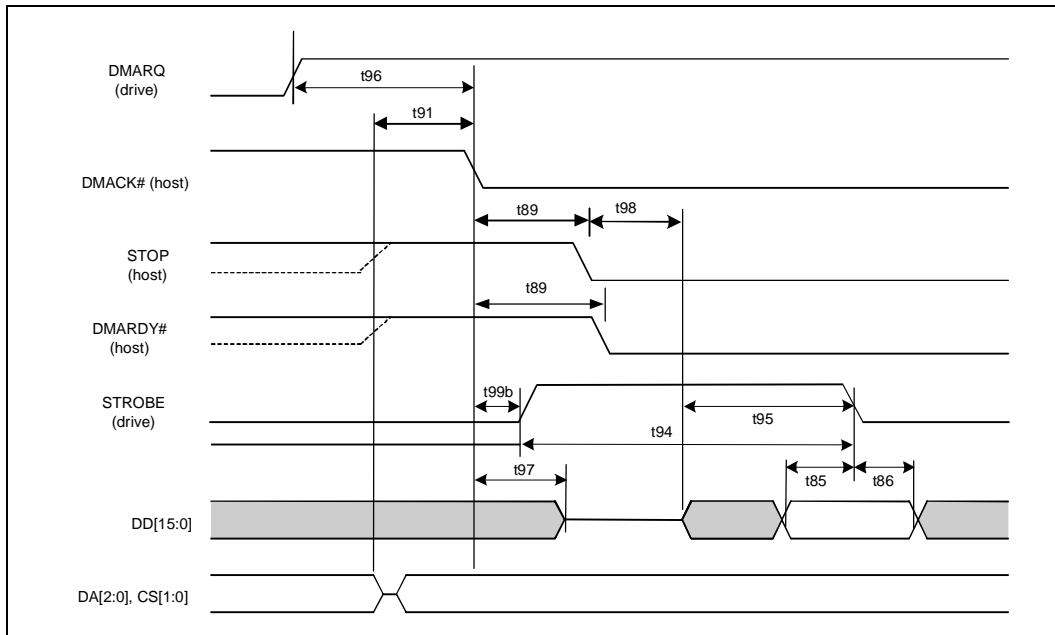 DMARQ
(drive)
t96
t91
DMACK# (host)
t89
t98
STOP
(host)
t89
DMARDY#
(host)
t99b
STROBE
(drive)
t95
t94
t97
t85
t86
DD[15:0]
DA[2:0], CS[1:0]